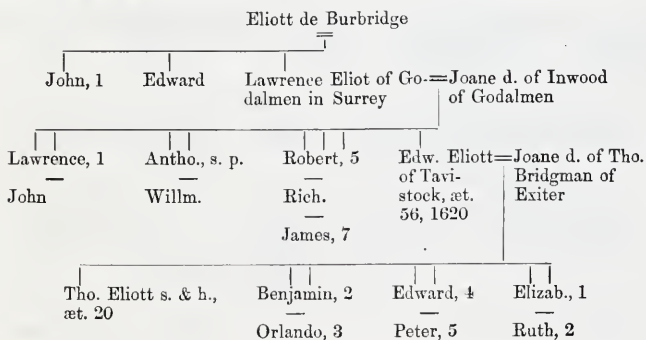 Eliott de Burbridge
John, 1 Edward Lawrence Eliot of Go-=Joane d. of Inwood
dalmen in Surrey of Godalmen
Lawrence, 1 Antho., s. p. Robert, 5 Edw. Eliott=Joane d. of Tho.
of Tavi- Bridgman of
John Willm. Rich. stock, æt. Exiter
56, 1620
James, 7
Tho. Eliott s. & h., Benjamin, 2 Edward, 4 Elizab., 1
æt. 20
Orlando, 3 Peter, 5 Ruth, 2